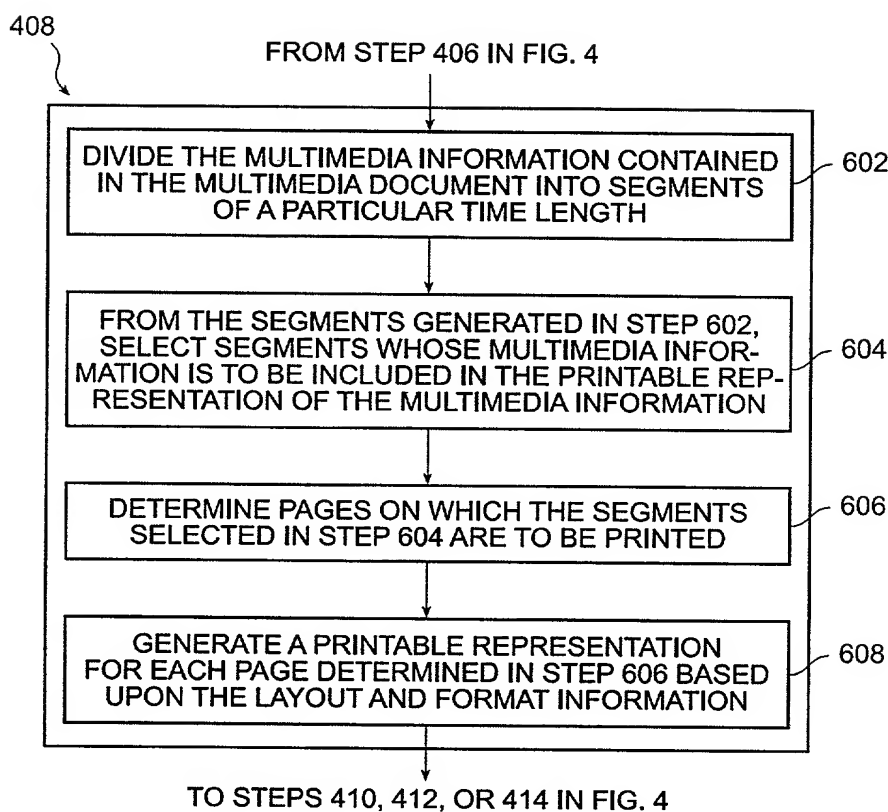 408
FROM STEP 406 IN FIG. 4
DIVIDE THE MULTIMEDIA INFORMATION CONTAINED
IN THE MULTIMEDIA DOCUMENT INTO SEGMENTS
OF A PARTICULAR TIME LENGTH
602
FROM THE SEGMENTS GENERATED IN STEP 602,
SELECT SEGMENTS WHOSE MULTIMEDIA INFOR-
MATION IS TO BE INCLUDED IN THE PRINTABLE REP-
RESENTATION OF THE MULTIMEDIA INFORMATION
604
DETERMINE PAGES ON WHICH THE SEGMENTS
SELECTED IN STEP 604 ARE TO BE PRINTED
606
GENERATE A PRINTABLE REPRESENTATION
FOR EACH PAGE DETERMINED IN STEP 606 BASED
UPON THE LAYOUT AND FORMAT INFORMATION
608
TO STEPS 410, 412, OR 414 IN FIG. 4